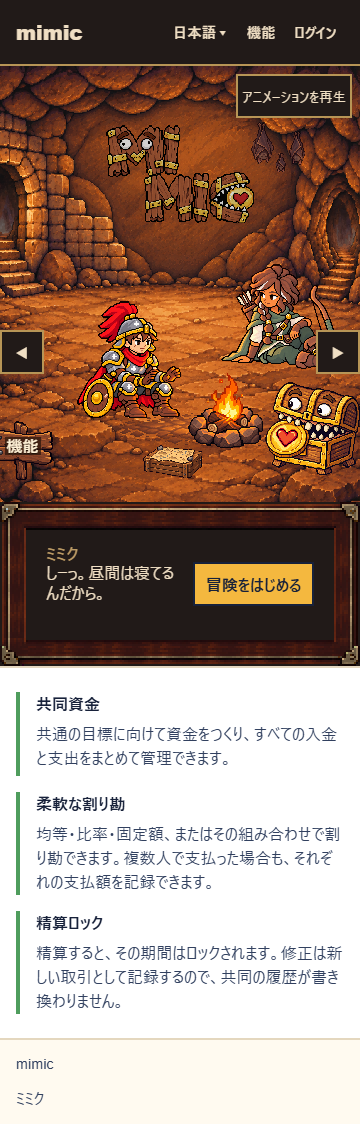 mimic
日本語▼ 機能 ログイン
アニメーションを再生
MiMiC
◀
▶
機能
ミミク
しーっ。昼間は寝てる
んだから。
冒険をはじめる
共同資金
共通の目標に向けて資金をつくり、すべての入金
と支出をまとめて管理できます。
柔軟な割り勘
均等・比率・固定額、またはその組み合わせで割
り勘できます。複数人で支払った場合も、それぞ
れの支払額を記録できます。
精算ロック
精算すると、その期間はロックされます。修正は新
しい取引として記録するので、共同の履歴が書き
換わりません。
mimic
ミミク